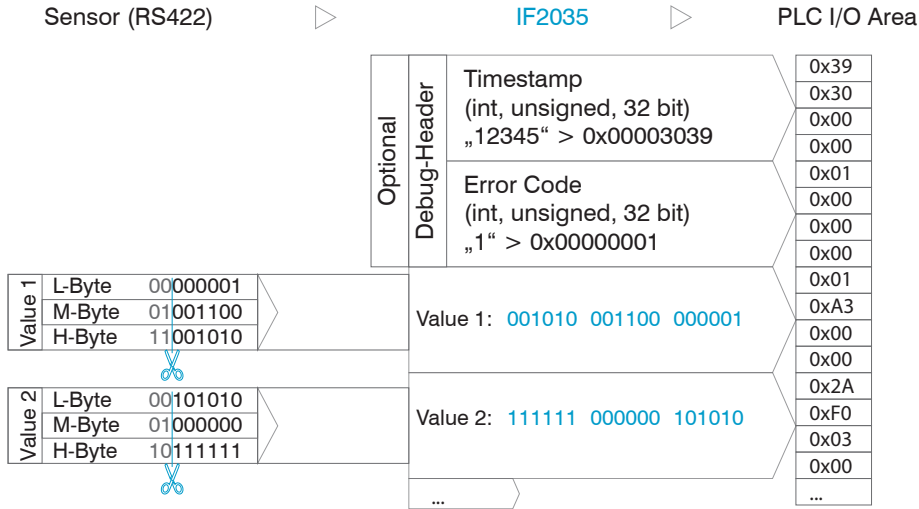 Sensor (RS422) IF2035 PLC I/O Area
Optional
Debug-Header
Timestamp
(int, unsigned, 32 bit)
„12345“ > 0x00003039
Error Code
(int, unsigned, 32 bit)
„1“ > 0x00000001
0x39
0x30
0x00
0x00
0x01
0x00
0x00
0x00
Value 1
L-Byte 00000001
M-Byte 01001100
H-Byte 11001010
Value 1: 001010 001100 000001
0x01
0xA3
0x00
0x00
Value 2
L-Byte 00101010
M-Byte 01000000
H-Byte 10111111
Value 2: 111111 000000 101010
0x2A
0xF0
0x03
0x00
...
...